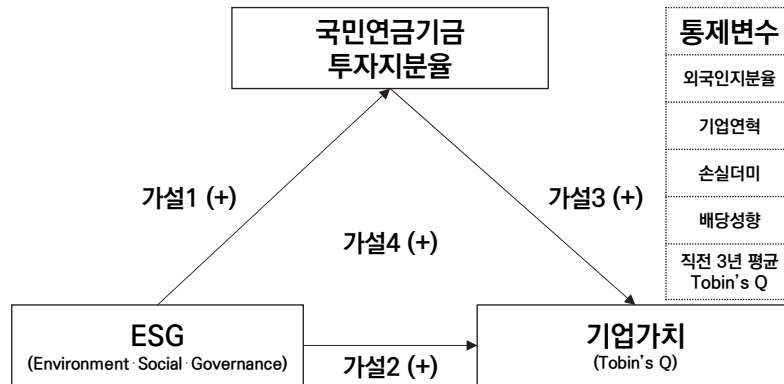 국민연금기금
투자지분율
통제변수
외국인지분율
기업연혁
손실더미
배당성향
직전 3년 평균
Tobin's Q
가설1 (+)
가설3 (+)
가설4 (+)
ESG
(Environment·Social·Governance)
가설2 (+)
기업가치
(Tobin's Q)